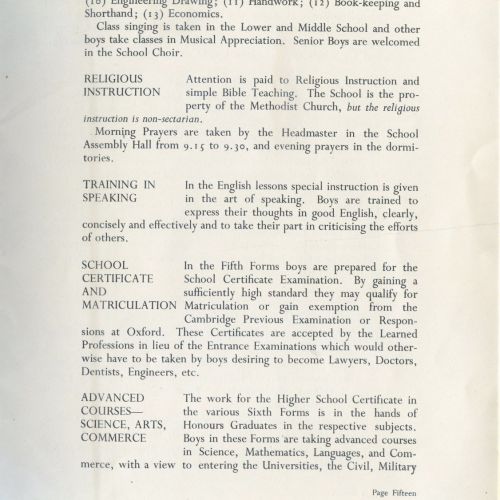 (10) Engineering Drawing; (11) Handwork; (12) Book-keeping and
Shorthand; (13) Economics.
Class singing is taken in the Lower and Middle School and other
boys take classes in Musical Appreciation. Senior Boys are welcomed
in the School Choir.
RELIGIOUS INSTRUCTION
Attention is paid to Religious Instruction and
simple Bible Teaching. The School is the pro-
perty of the Methodist Church, but the religious
instruction is non-sectarian.
Morning Prayers are taken by the Headmaster in the School
Assembly Hall from 9.15 to 9.30, and evening prayers in the dormi-
tories.
TRAINING IN SPEAKING
In the English lessons special instruction is given
in the art of speaking. Boys are trained to
express their thoughts in good English, clearly,
concisely and effectively and to take their part in criticising the efforts
of others.
SCHOOL CERTIFICATE AND MATRICULATION
In the Fifth Forms boys are prepared for the
School Certificate Examination. By gaining a
sufficiently high standard they may qualify for
Matriculation or gain exemption from the
Cambridge Previous Examination or Respon-
sions at Oxford. These Certificates are accepted by the Learned
Professions in lieu of the Entrance Examinations which would other-
wise have to be taken by boys desiring to become Lawyers, Doctors,
Dentists, Engineers, etc.
ADVANCED COURSES— SCIENCE, ARTS, COMMERCE
The work for the Higher School Certificate in
the various Sixth Forms is in the hands of
Honours Graduates in the respective subjects.
Boys in these Forms are taking advanced courses
in Science, Mathematics, Languages, and Com-
merce, with a view to entering the Universities, the Civil, Military
Page Fifteen